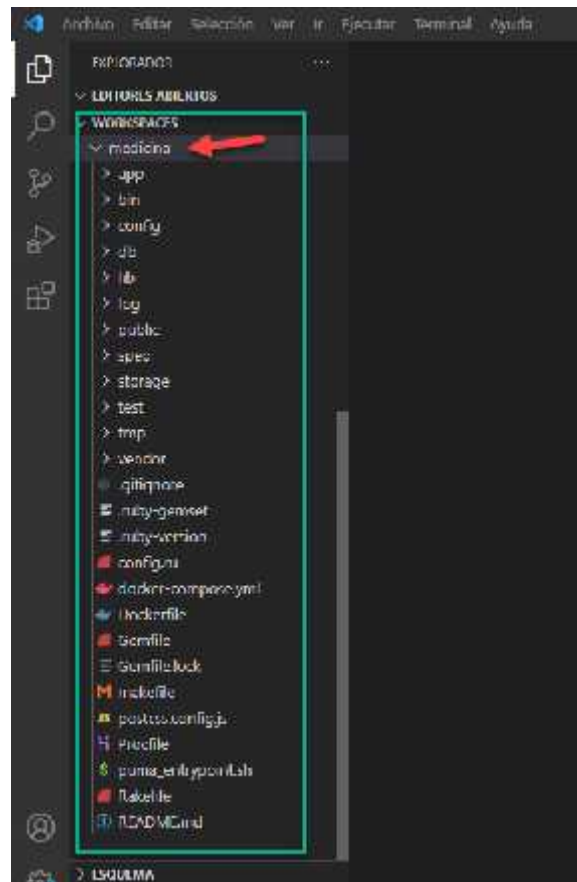 Archivo Editar Selección Ver Ir Ejecutar Terminal Ayuda
EXPLORADOR ...
EDITORES ABIERTOS
WORKSPACES
medicina
app
bin
config
db
lib
log
public
spec
storage
test
tmp
vendor
.gitignore
.ruby-gemset
.ruby-version
config.ru
docker-compose.yml
Dockerfile
Gemfile
Gemfile.lock
makefile
postcss.config.js
Procfile
puma_entrypoint.sh
Rakefile
README.md
ESQUEMA